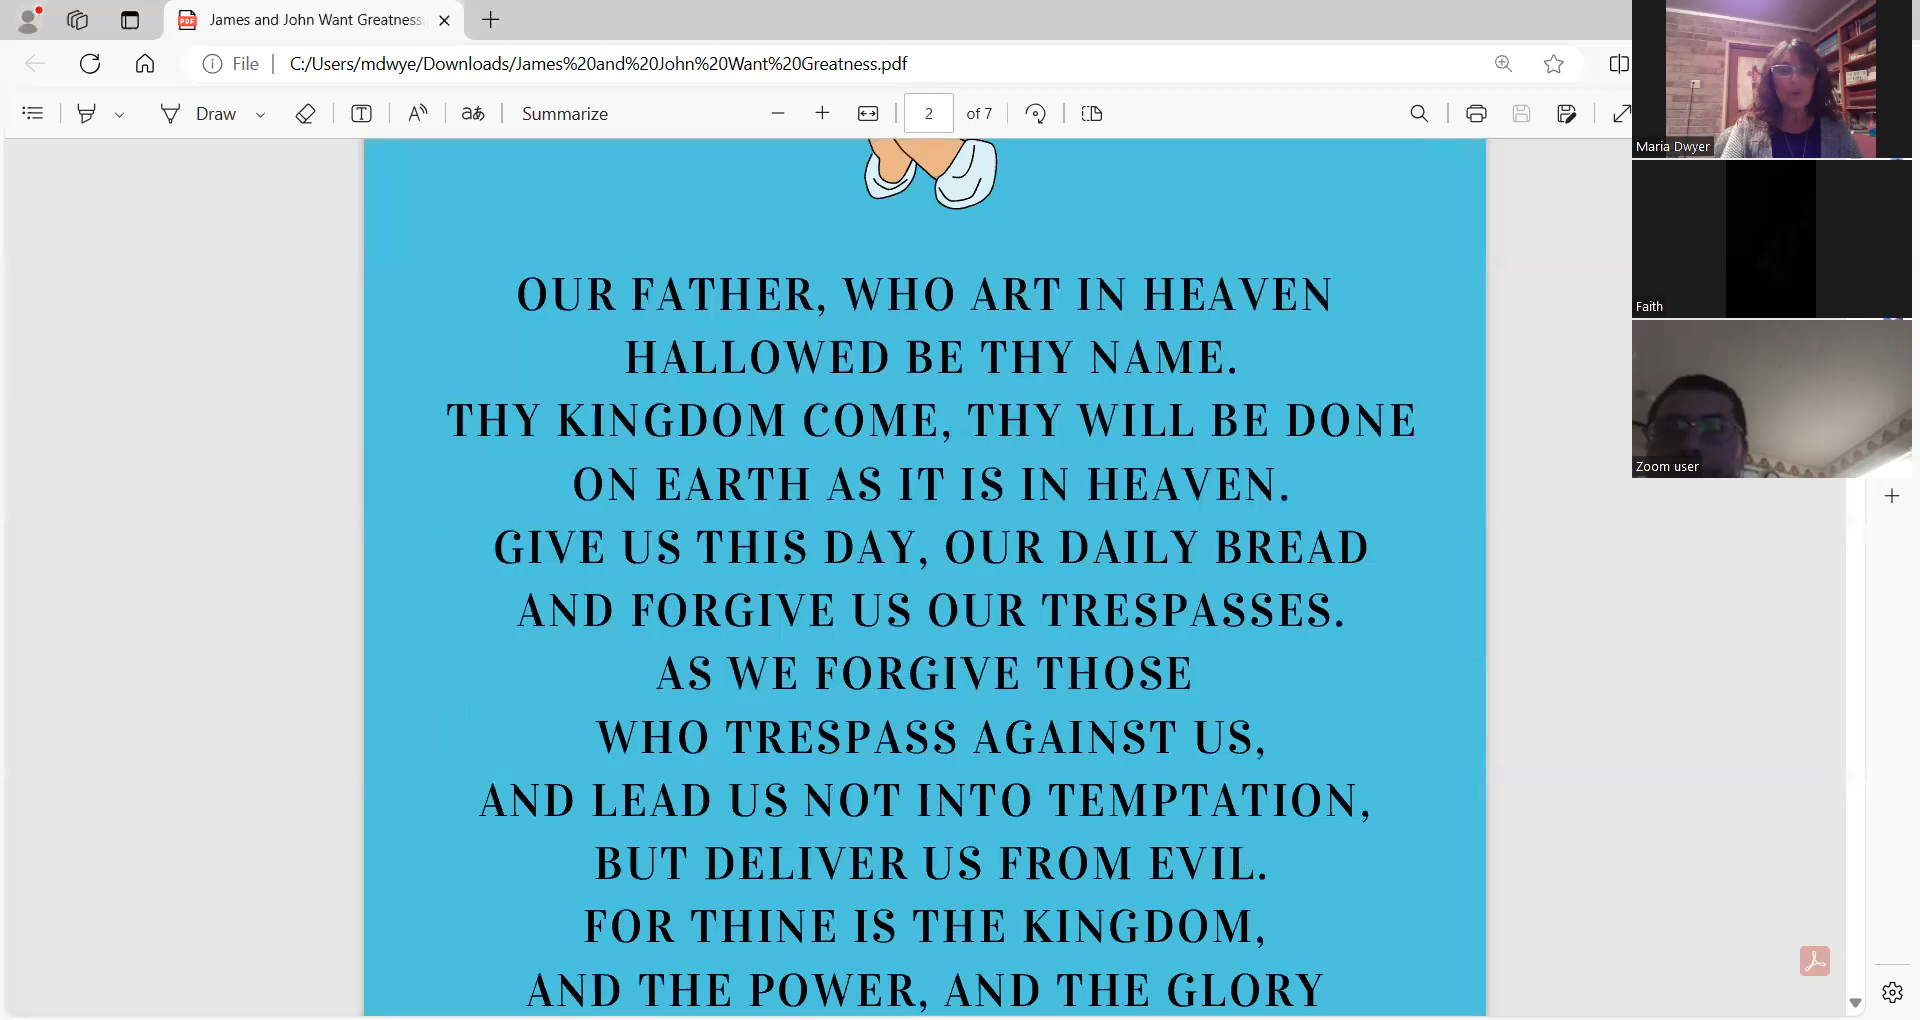 James and John Want Greatness.
File
C:/Users/mdwye/Downloads/James%20and%20John%20Want%20Greatness.pdf
Draw
Summarize
2 of 7
Maria Dwyer
Faith
Zoom user
OUR FATHER, WHO ART IN HEAVEN
HALLOWED BE THY NAME.
THY KINGDOM COME, THY WILL BE DONE
ON EARTH AS IT IS IN HEAVEN.
GIVE US THIS DAY, OUR DAILY BREAD
AND FORGIVE US OUR TRESPASSES.
AS WE FORGIVE THOSE
WHO TRESPASS AGAINST US,
AND LEAD US NOT INTO TEMPTATION,
BUT DELIVER US FROM EVIL.
FOR THINE IS THE KINGDOM,
AND THE POWER, AND THE GLORY